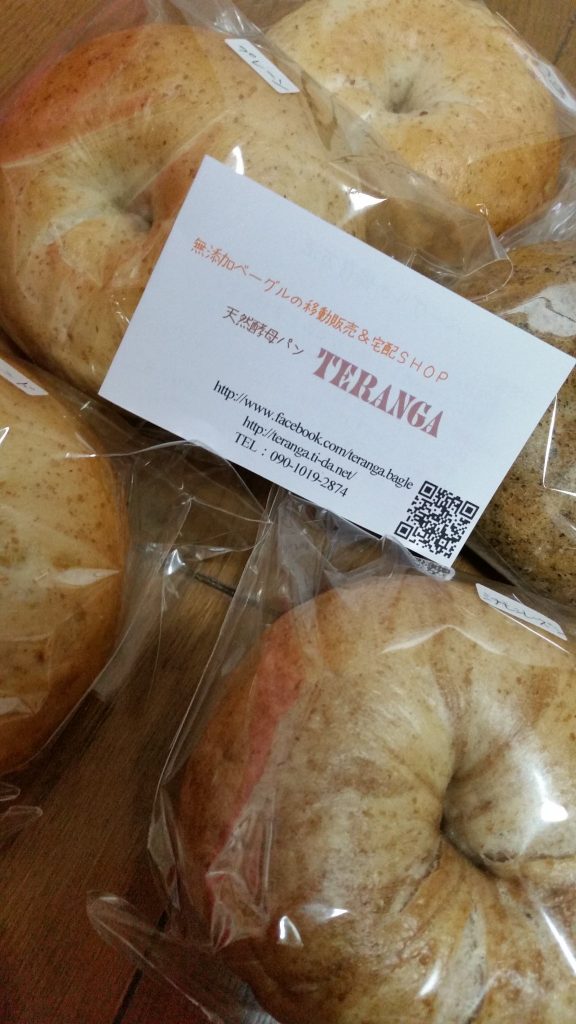 無添加ベーグルの移動販売&宅配SHOP
天然酵母パン TERANGA
http://www.facebook.com/teranga.bagle
http://teranga.ti-da.net/
TEL：090-1019-2874